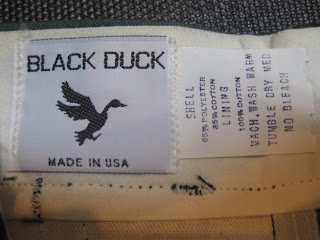 BLACK DUCK
MADE IN USA
SHELL
65% POLYESTER
35% COTTON
LINING
100% COTTON
MACH. WASH WARM
TUMBLE DRY MED
NO BLEACH